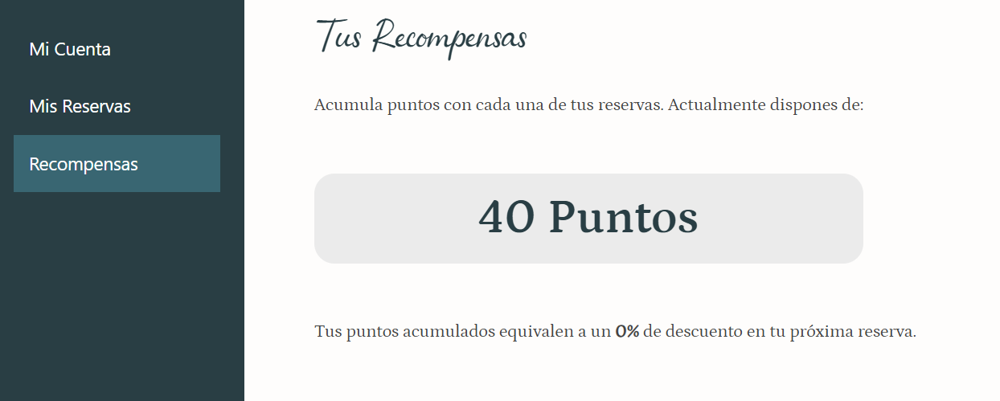 Mi Cuenta
Mis Reservas
Recompensas
Tus Recompensas
Acumula puntos con cada una de tus reservas. Actualmente dispones de:
40 Puntos
Tus puntos acumulados equivalen a un 0% de descuento en tu próxima reserva.